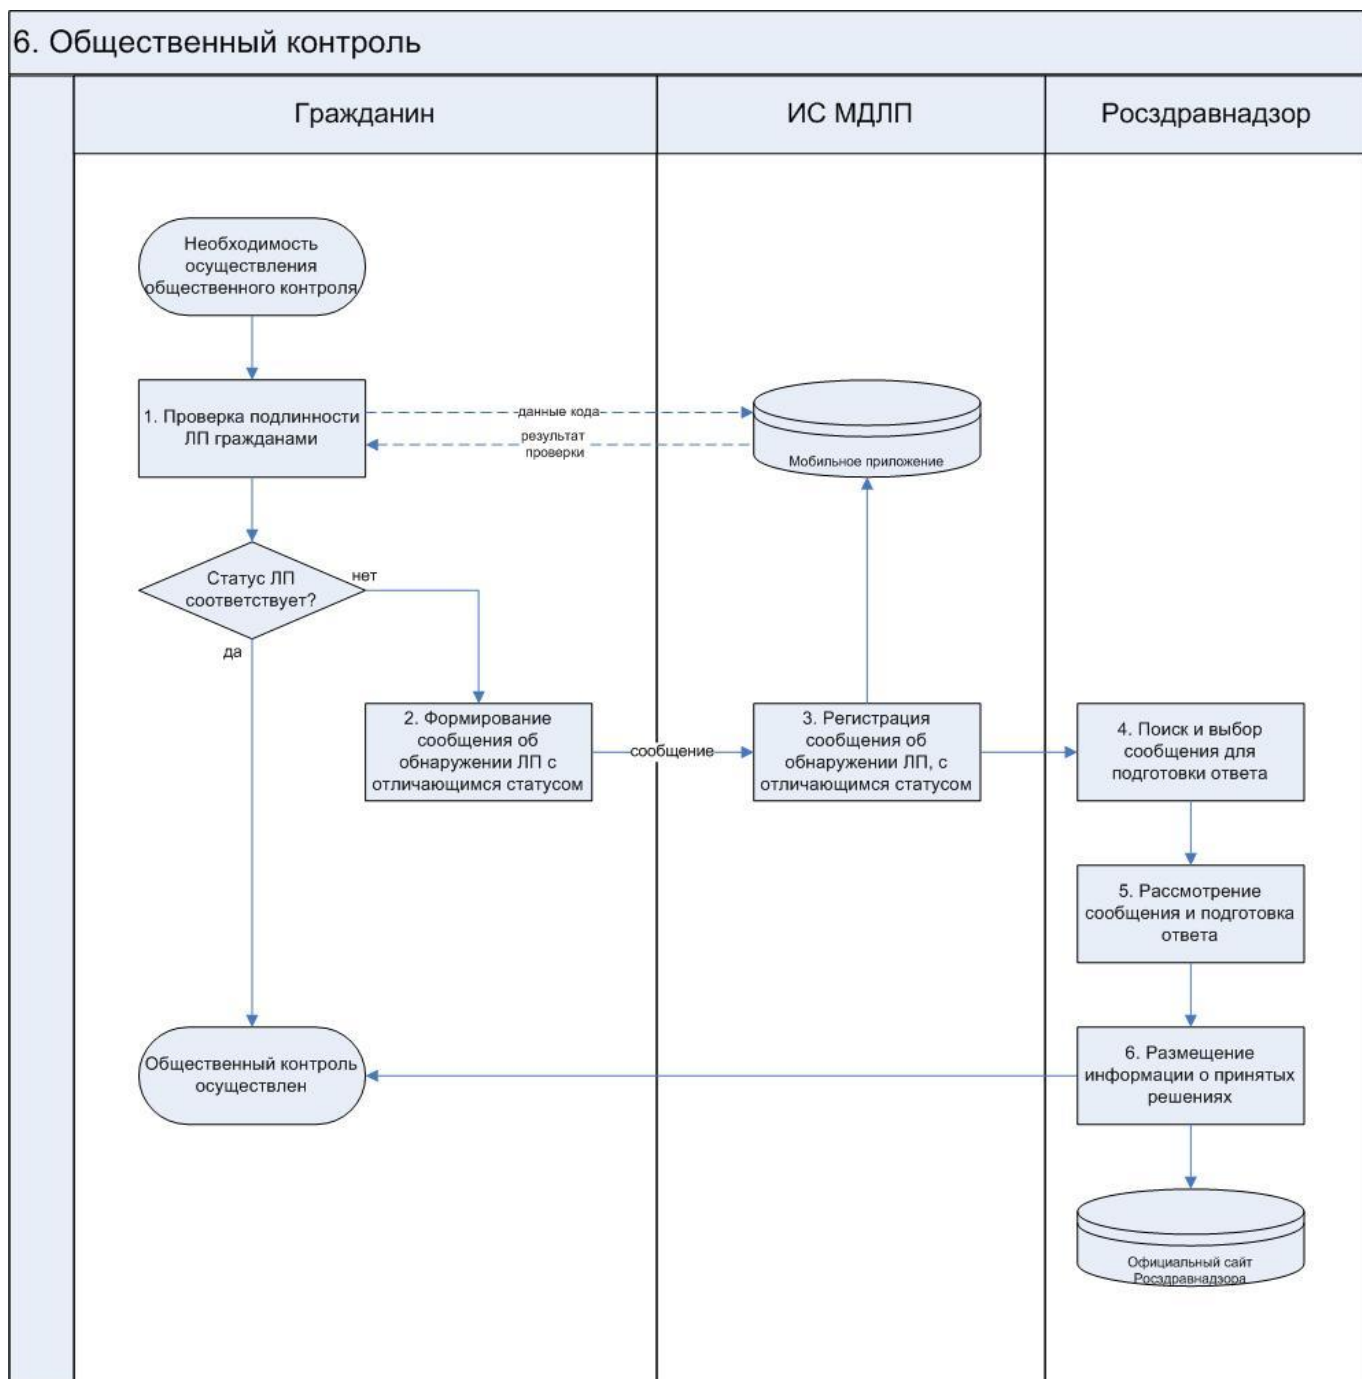 6. Общественный контроль
Гражданин
ИС МДЛП
Росздравнадзор
Необходимость
осуществления
общественного контроля
1. Проверка подлинности
ЛП гражданами
данные кода
результат
проверки
Мобильное приложение
Статус ЛП
соответствует?
нет
да
2. Формирование
сообщения об
обнаружении ЛП с
отличающимся статусом
сообщение
3. Регистрация
сообщения об
обнаружении ЛП, с
отличающимся статусом
4. Поиск и выбор
сообщения для
подготовки ответа
5. Рассмотрение
сообщения и подготовка
ответа
Общественный контроль
осуществлен
6. Размещение
информации о принятых
решениях
Официальный сайт
Росздравнадзора